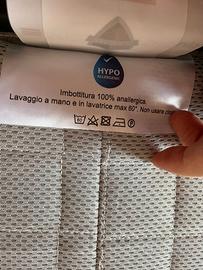 HYPO
ALLERGENIC
Imbottitura 100% anallergica
Lavaggio a mano e in lavatrice max 60°. Non usare